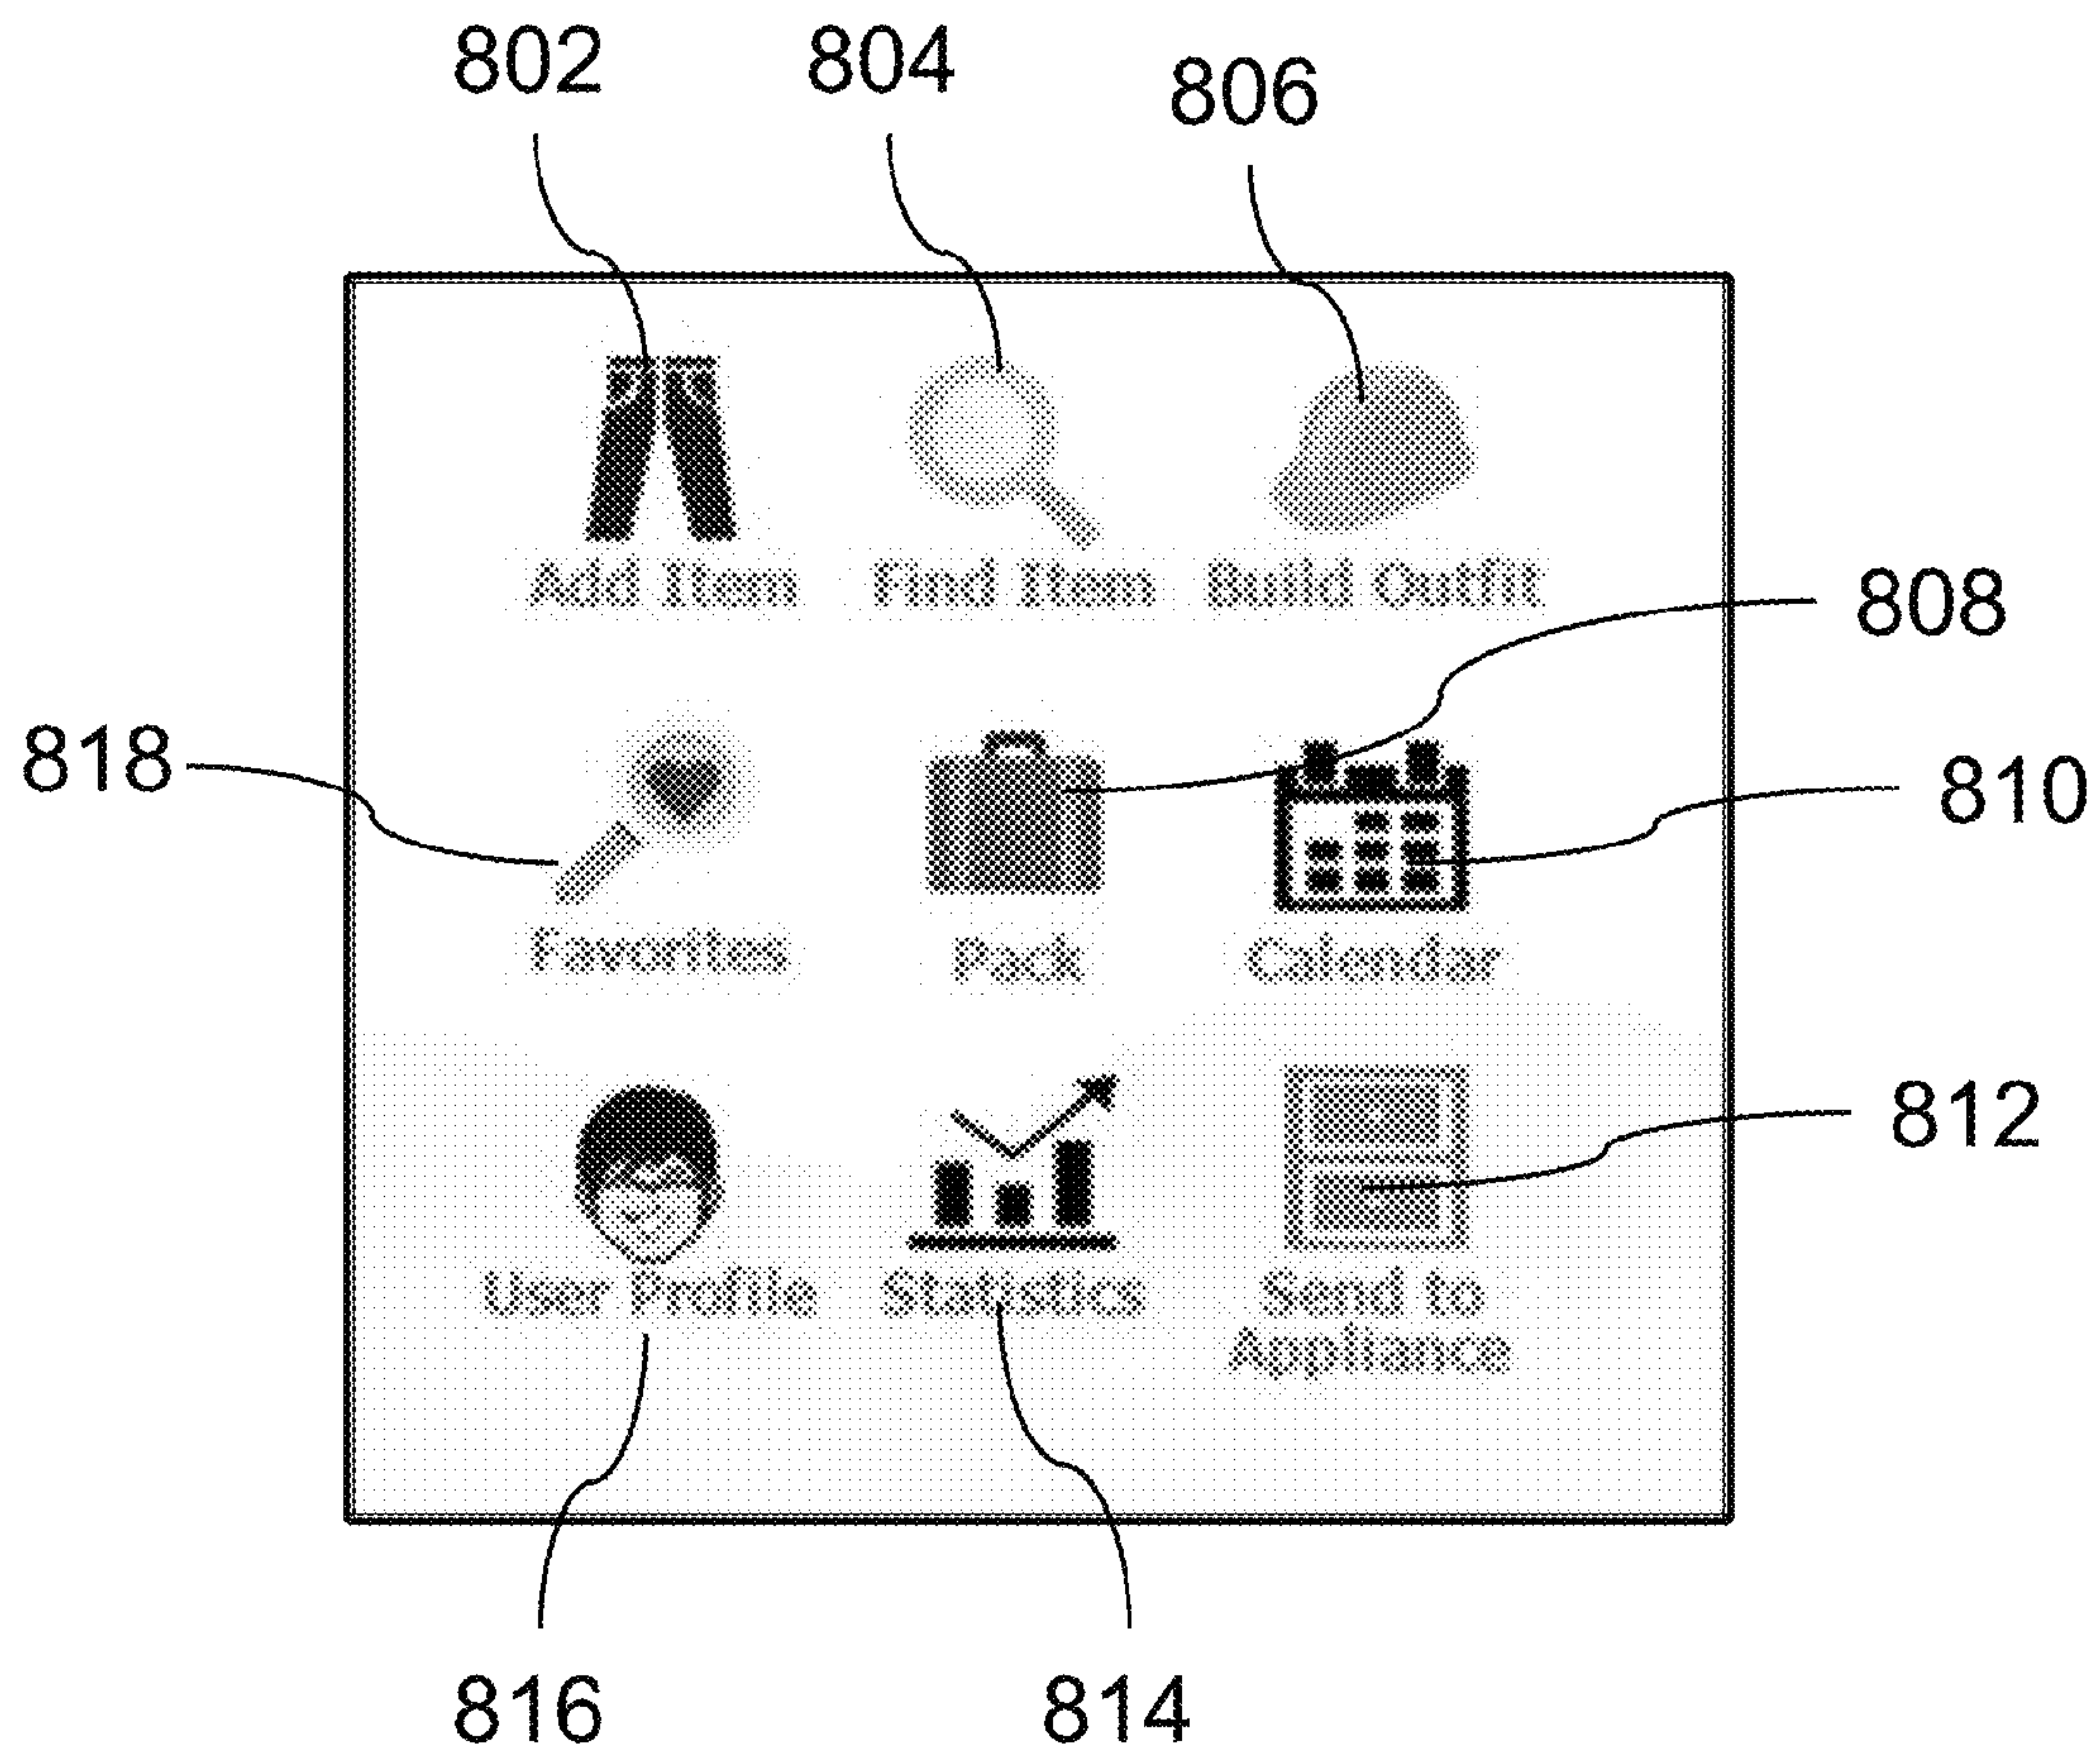 802 804 806
Add Item Find Item Build Outfit
808
818
810
Favorites Pack Calendar
812
User Profile Statistics Send to
Appliance
816 814